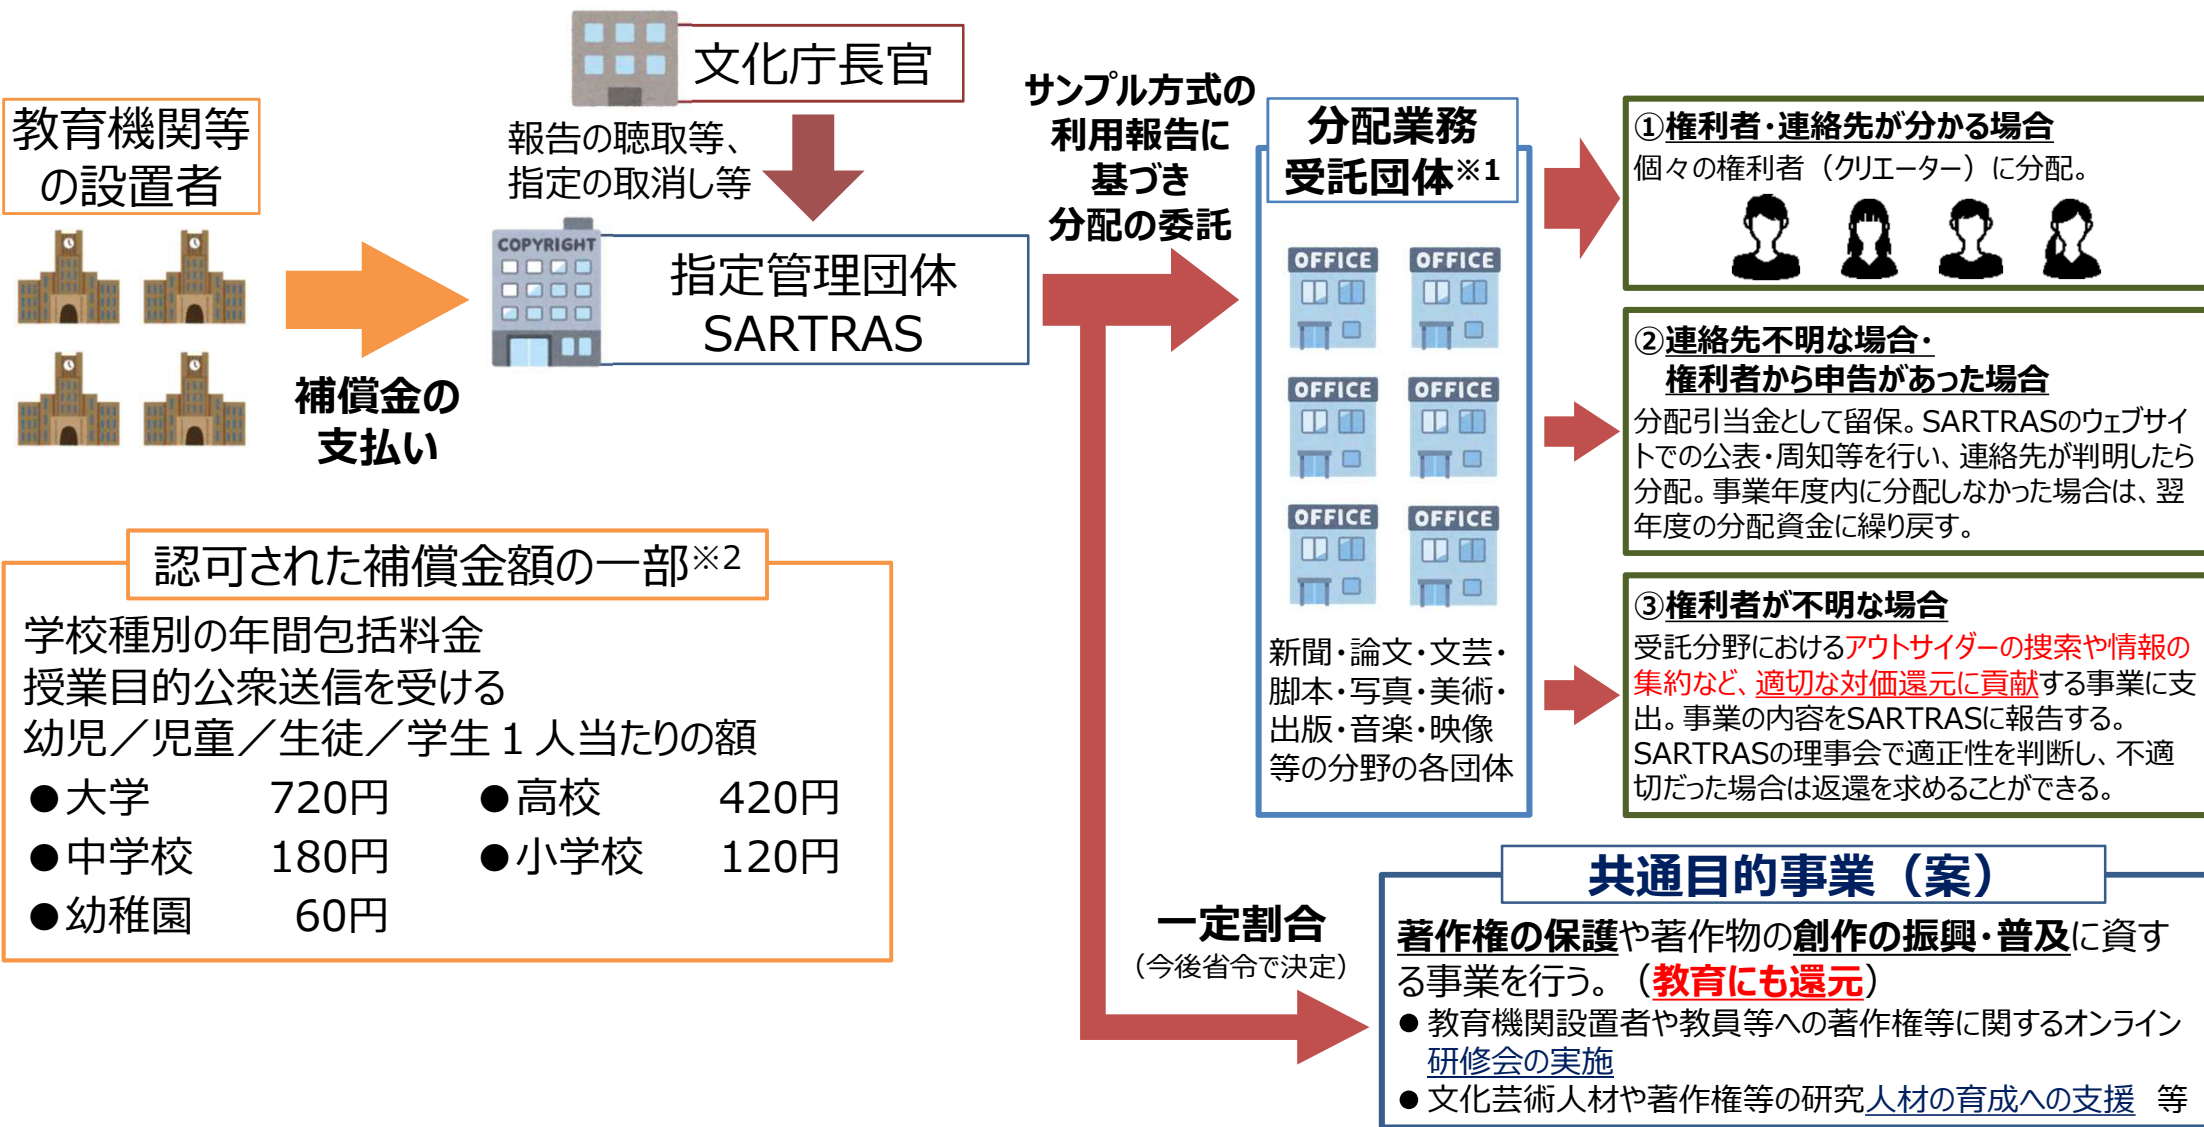 文化庁長官
報告の聴取等、
指定の取消し等
教育機関等
の設置者
補償金の
支払い
COPYRIGHT
指定管理団体
SARTRAS
サンプル方式の
利用報告に
基づき
分配の委託
分配業務
受託団体※1
OFFICE OFFICE
OFFICE OFFICE
OFFICE OFFICE
新聞・論文・文芸・
脚本・写真・美術・
出版・音楽・映像
等の分野の各団体
①権利者・連絡先が分かる場合
個々の権利者（クリエーター）に分配。
②連絡先不明な場合・
権利者から申告があった場合
分配引当金として留保。SARTRASのウェブサイ
トでの公表・周知等を行い、連絡先が判明したら
分配。事業年度内に分配しなかった場合は、翌
年度の分配資金に繰り戻す。
③権利者が不明な場合
受託分野におけるアウトサイダーの捜索や情報の
集約など、適切な対価還元に貢献する事業に支
出。事業の内容をSARTRASに報告する。
SARTRASの理事会で適正性を判断し、不適
切だった場合は返還を求めることができる。
認可された補償金額の一部※2
学校種別の年間包括料金
授業目的公衆送信を受ける
幼児／児童／生徒／学生１人当たりの額
●大学 720円 ●高校 420円
●中学校 180円 ●小学校 120円
●幼稚園 60円
一定割合
（今後省令で決定）
共通目的事業（案）
著作権の保護や著作物の創作の振興・普及に資す
る事業を行う。（教育にも還元）
●教育機関設置者や教員等への著作権等に関するオンライン
研修会の実施
●文化芸術人材や著作権等の研究人材の育成への支援 等